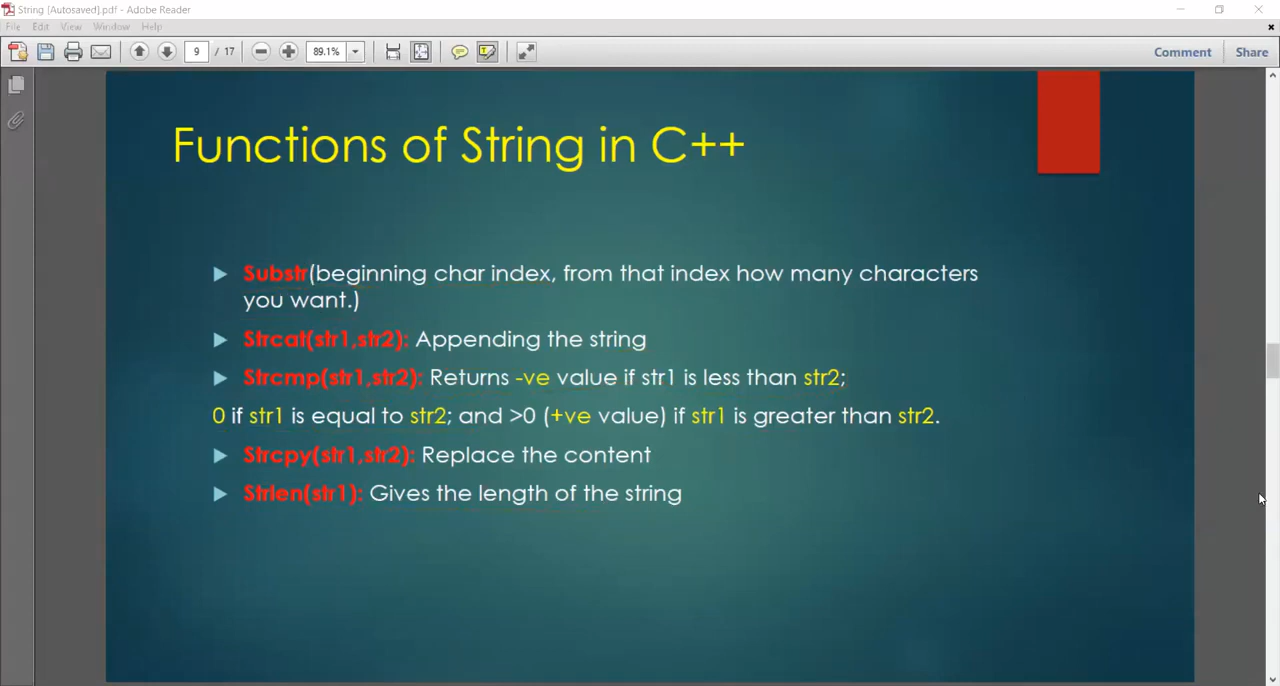 String [Autosaved].pdf - Adobe Reader
File Edit View Window Help
9 / 17 89.1% Comment Share
Functions of String in C++
Substr(beginning char index, from that index how many characters
you want.)
Strcat(str1,str2): Appending the string
Strcmp(str1,str2): Returns -ve value if str1 is less than str2;
0 if str1 is equal to str2; and >0 (+ve value) if str1 is greater than str2.
Strcpy(str1,str2): Replace the content
Strlen(str1): Gives the length of the string